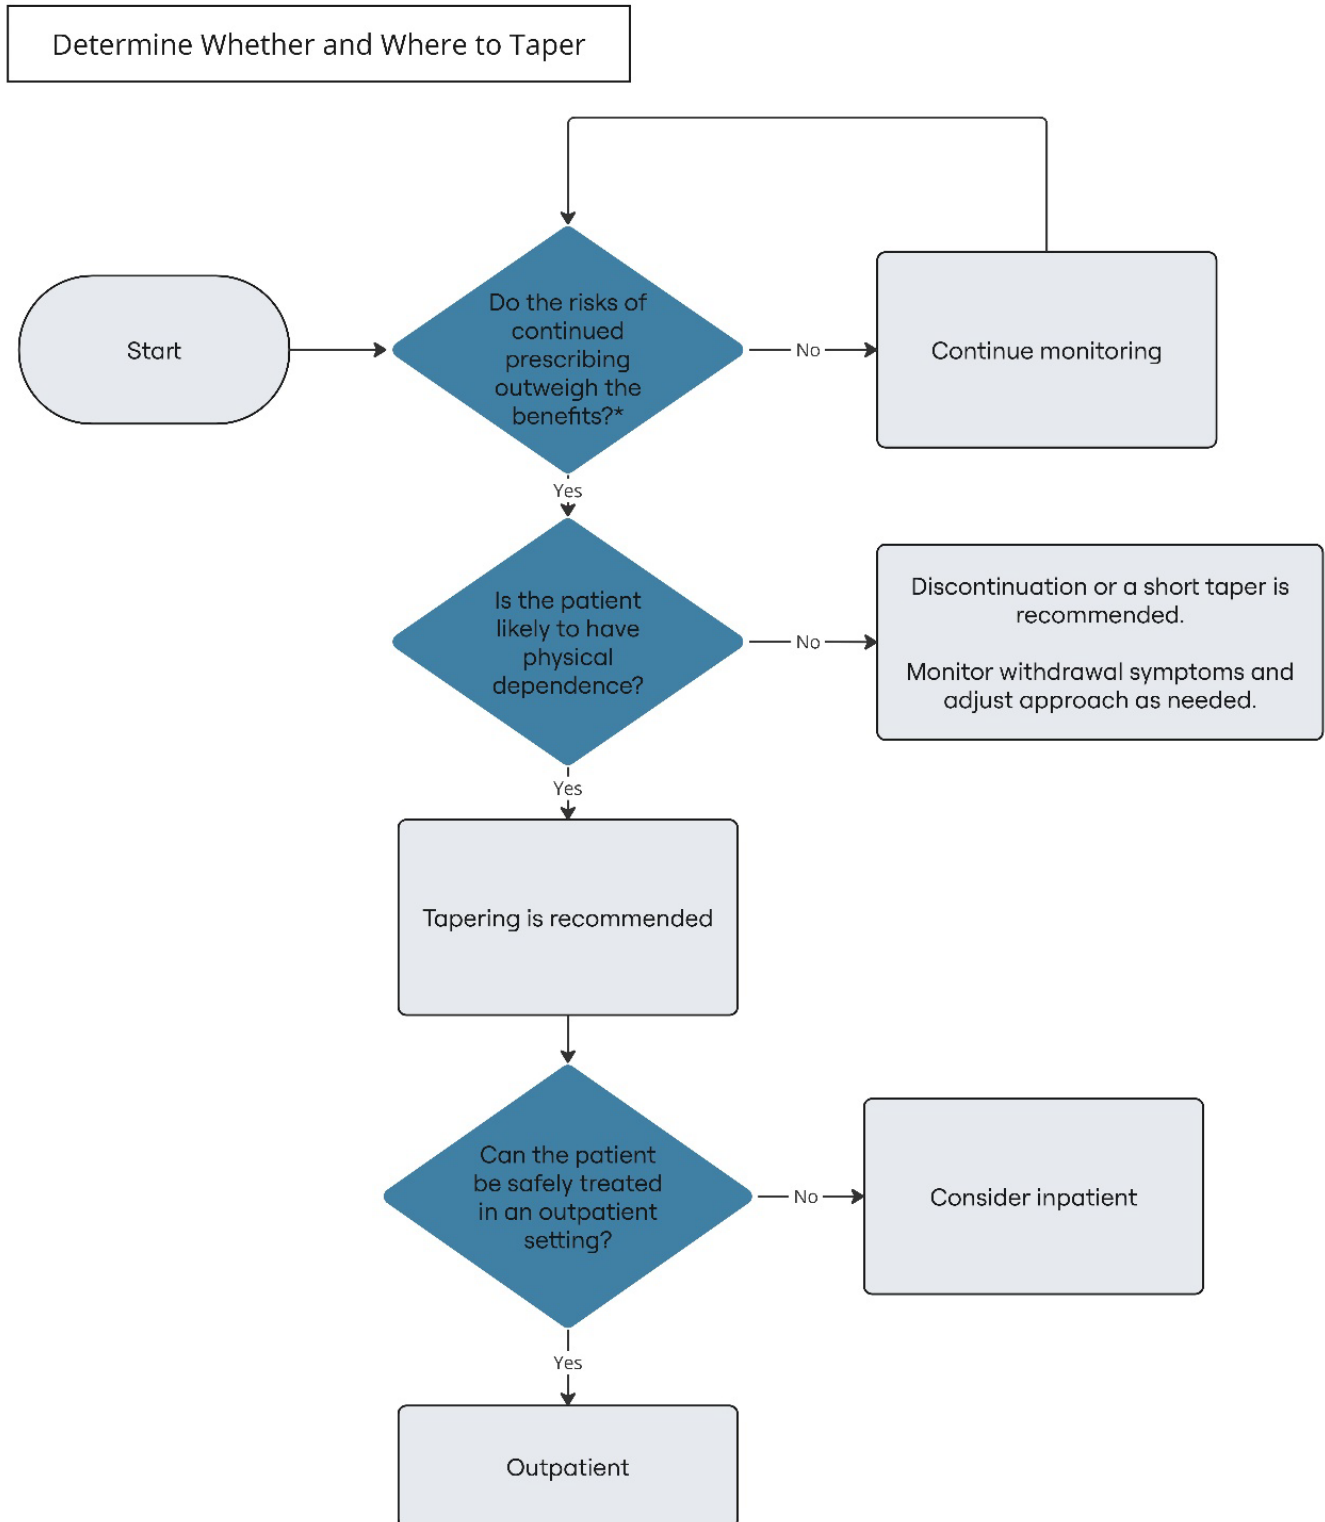 Determine Whether and Where to Taper
Start
Do the risks of
continued
prescribing
outweigh the
benefits?*
No
Continue monitoring
Yes
Is the patient
likely to have
physical
dependence?
No
Discontinuation or a short taper is
recommended.
Monitor withdrawal symptoms and
adjust approach as needed.
Yes
Tapering is recommended
Can the patient
be safely treated
in an outpatient
setting?
No
Consider inpatient
Yes
Outpatient